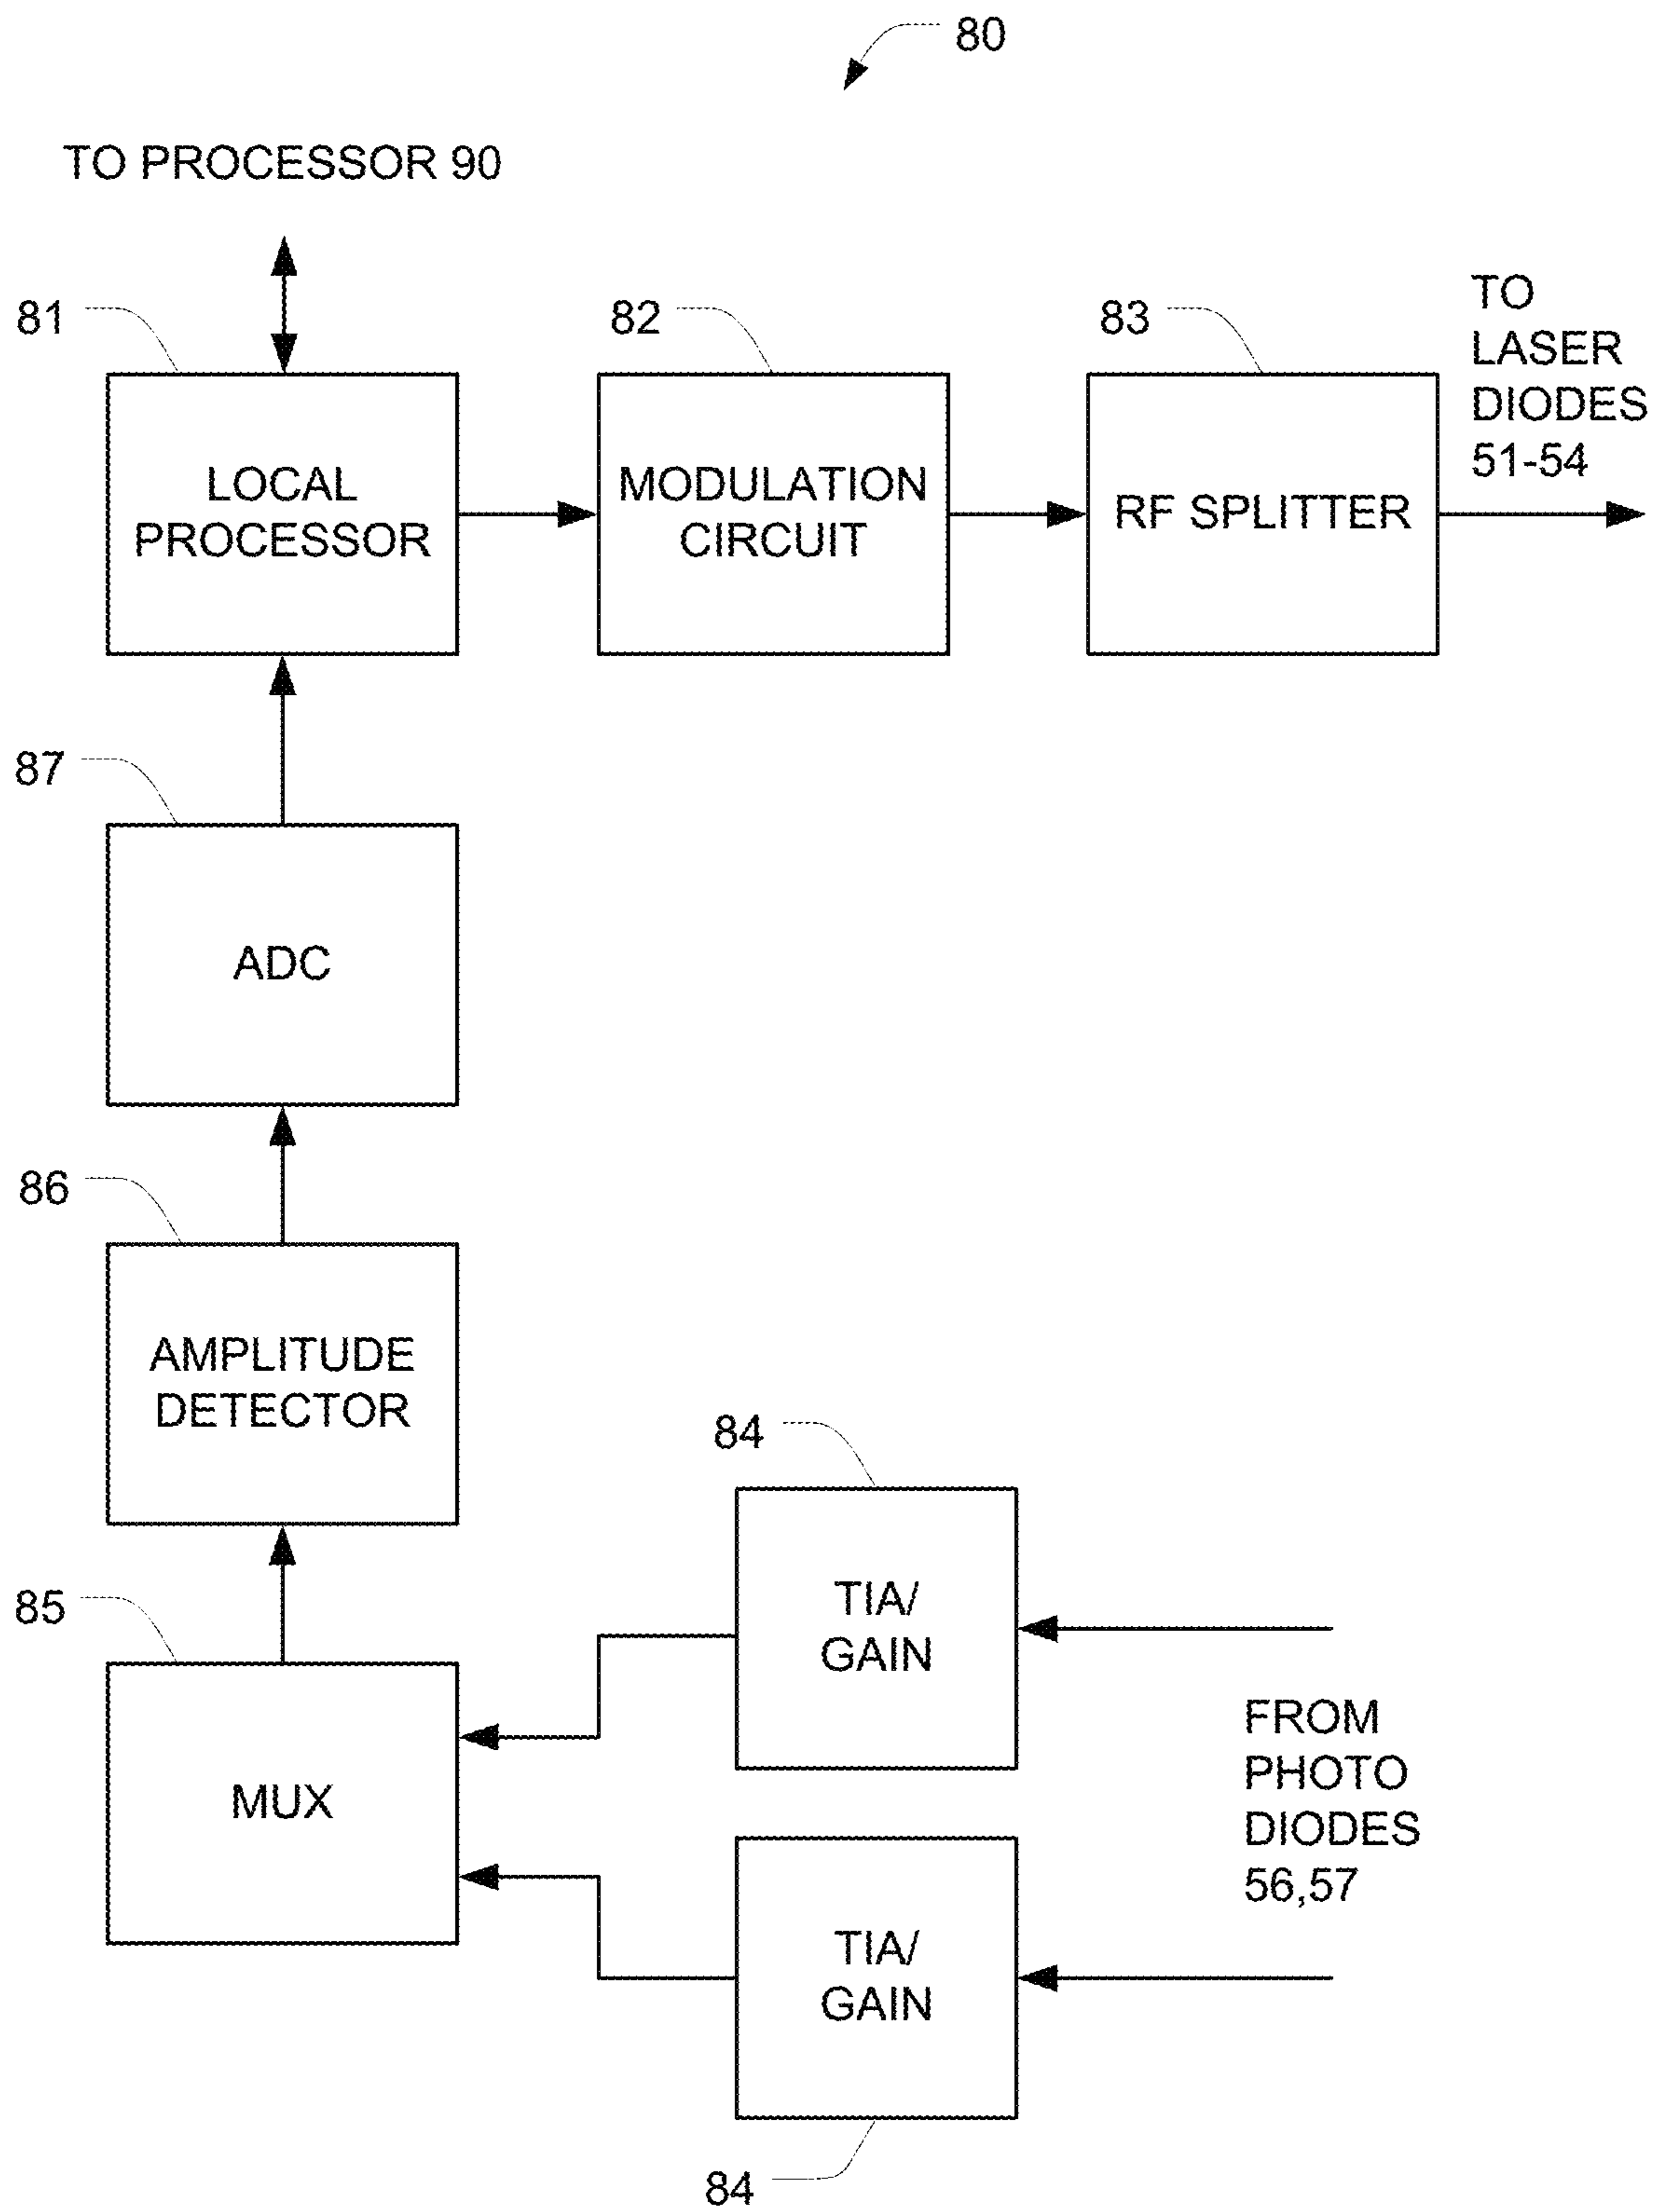 80
TO PROCESSOR 90
81
82
83
TO
LASER
DIODES
51-54
LOCAL
PROCESSOR
MODULATION
CIRCUIT
RF SPLITTER
87
ADC
86
AMPLITUDE
DETECTOR
84
85
TIA/
GAIN
MUX
FROM
PHOTO
DIODES
56,57
TIA/
GAIN
84